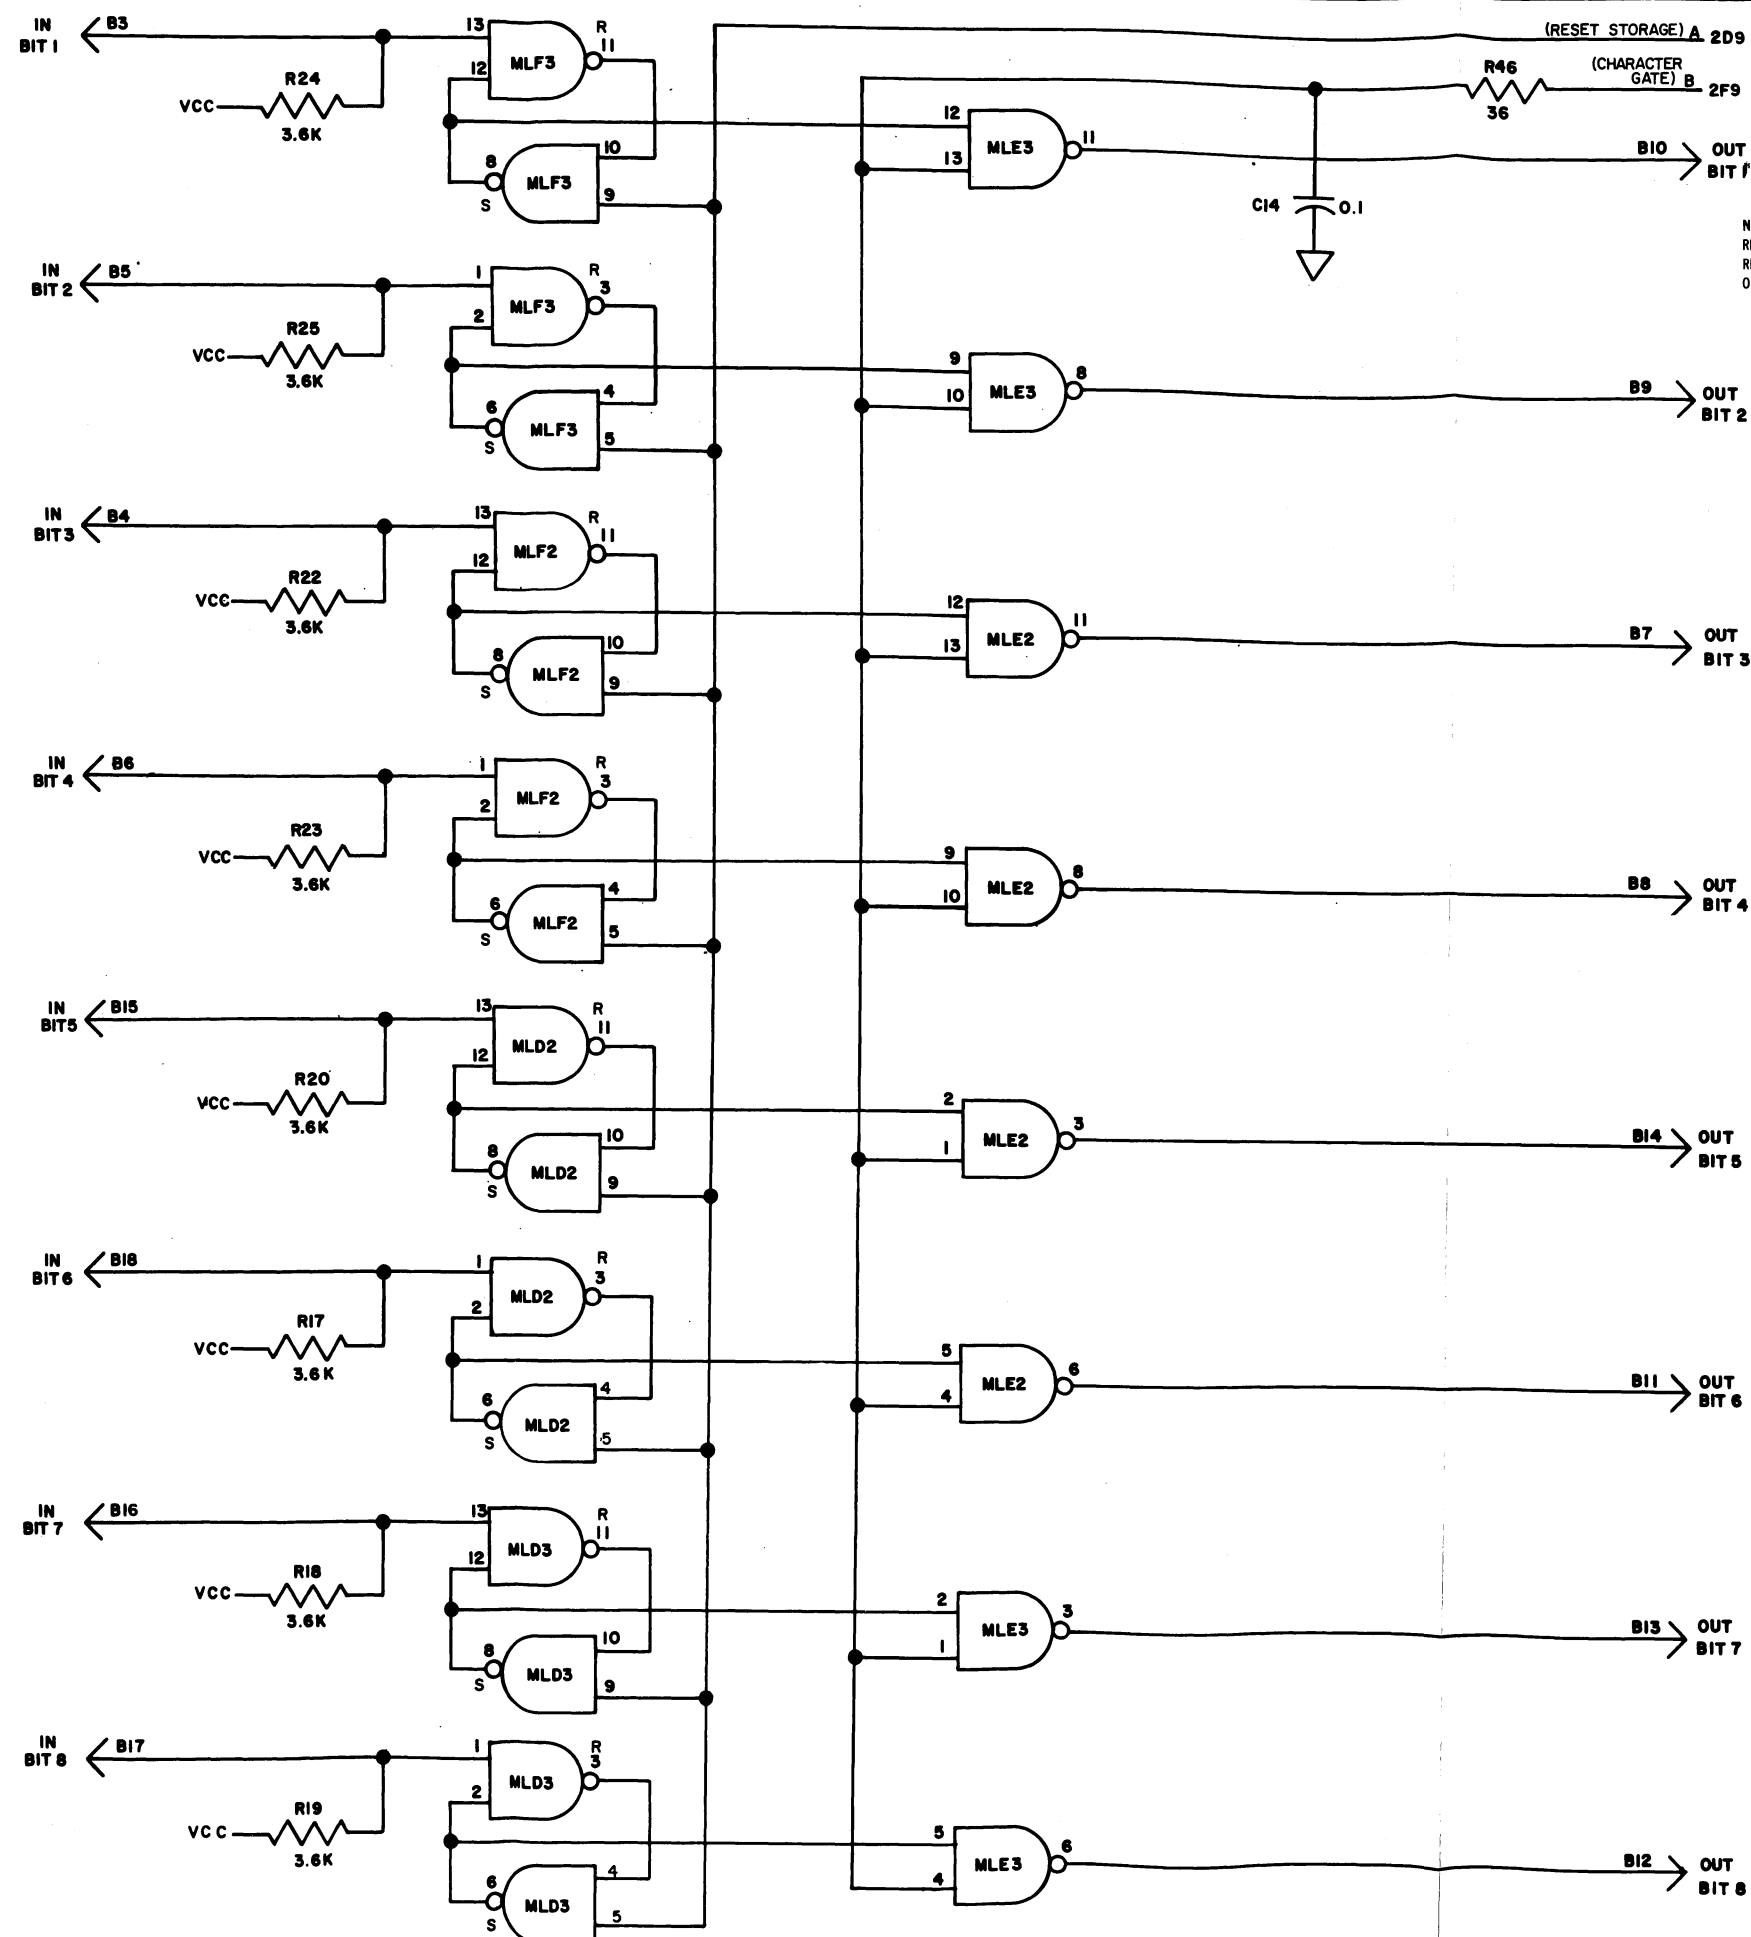 IN
BIT 1
B3
13
R
11
MLF3
12
R24
VCC
3.6K
8
10
MLF3
S
9
(RESET STORAGE) A 2D9
(CHARACTER
GATE) B 2F9
R46
36
12
13
MLE3
11
B10
OUT
BIT 1
C14
0.1
N
R
R
O
IN
BIT 2
B5
1
R
3
MLF3
2
R25
VCC
3.6K
6
4
MLF3
S
5
9
10
MLE3
8
B9
OUT
BIT 2
IN
BIT 3
B4
13
R
11
MLF2
12
R22
VCC
3.6K
8
10
MLF2
S
9
12
13
MLE2
11
B7
OUT
BIT 3
IN
BIT 4
B6
1
R
3
MLF2
2
R23
VCC
3.6K
6
4
MLF2
S
5
9
10
MLE2
8
B8
OUT
BIT 4
IN
BIT 5
B15
13
R
11
MLD2
12
R20
VCC
3.6K
8
10
MLD2
S
9
2
1
MLE2
3
B14
OUT
BIT 5
IN
BIT 6
B18
1
R
3
MLD2
2
R17
VCC
3.6K
6
4
MLD2
S
5
5
4
MLE2
6
B11
OUT
BIT 6
IN
BIT 7
B16
13
R
11
MLD3
12
R18
VCC
3.6K
8
10
MLD3
S
9
2
1
MLE3
3
B13
OUT
BIT 7
IN
BIT 8
B17
1
R
3
MLD3
2
R19
VCC
3.6K
6
4
MLD3
S
5
5
4
MLE3
6
B12
OUT
BIT 8